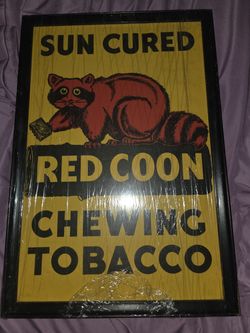 SUN CURED
RED COON
CHEWING
TOBACCO